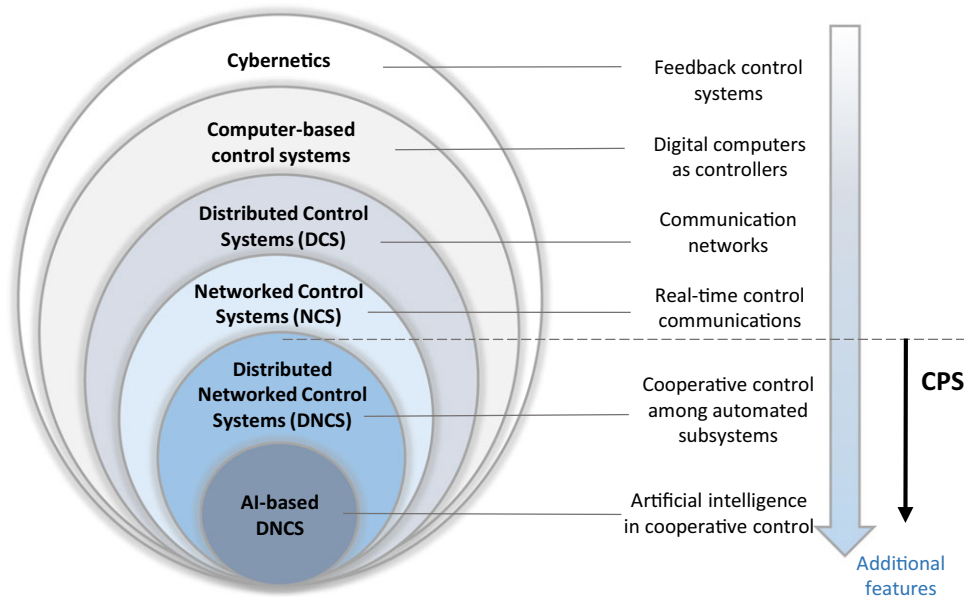 Cybernetics
Feedback control
systems
Computer-based
control systems
Digital computers
as controllers
Distributed Control
Systems (DCS)
Communication
networks
Networked Control
Systems (NCS)
Real-time control
communications
CPS
Distributed
Networked Control
Systems (DNCS)
Cooperative control
among automated
subsystems
AI-based
DNCS
Artificial intelligence
in cooperative control
Additional
features